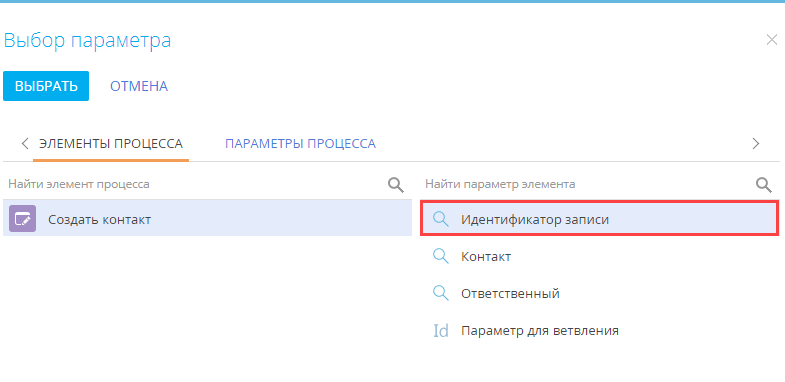 Выбор параметра
ВЫБРАТЬ ОТМЕНА
ЭЛЕМЕНТЫ ПРОЦЕССА ПАРАМЕТРЫ ПРОЦЕССА
Найти элемент процесса Найти параметр элемента
Создать контакт Идентификатор записи
Контакт
Ответственный
Id Параметр для ветвления